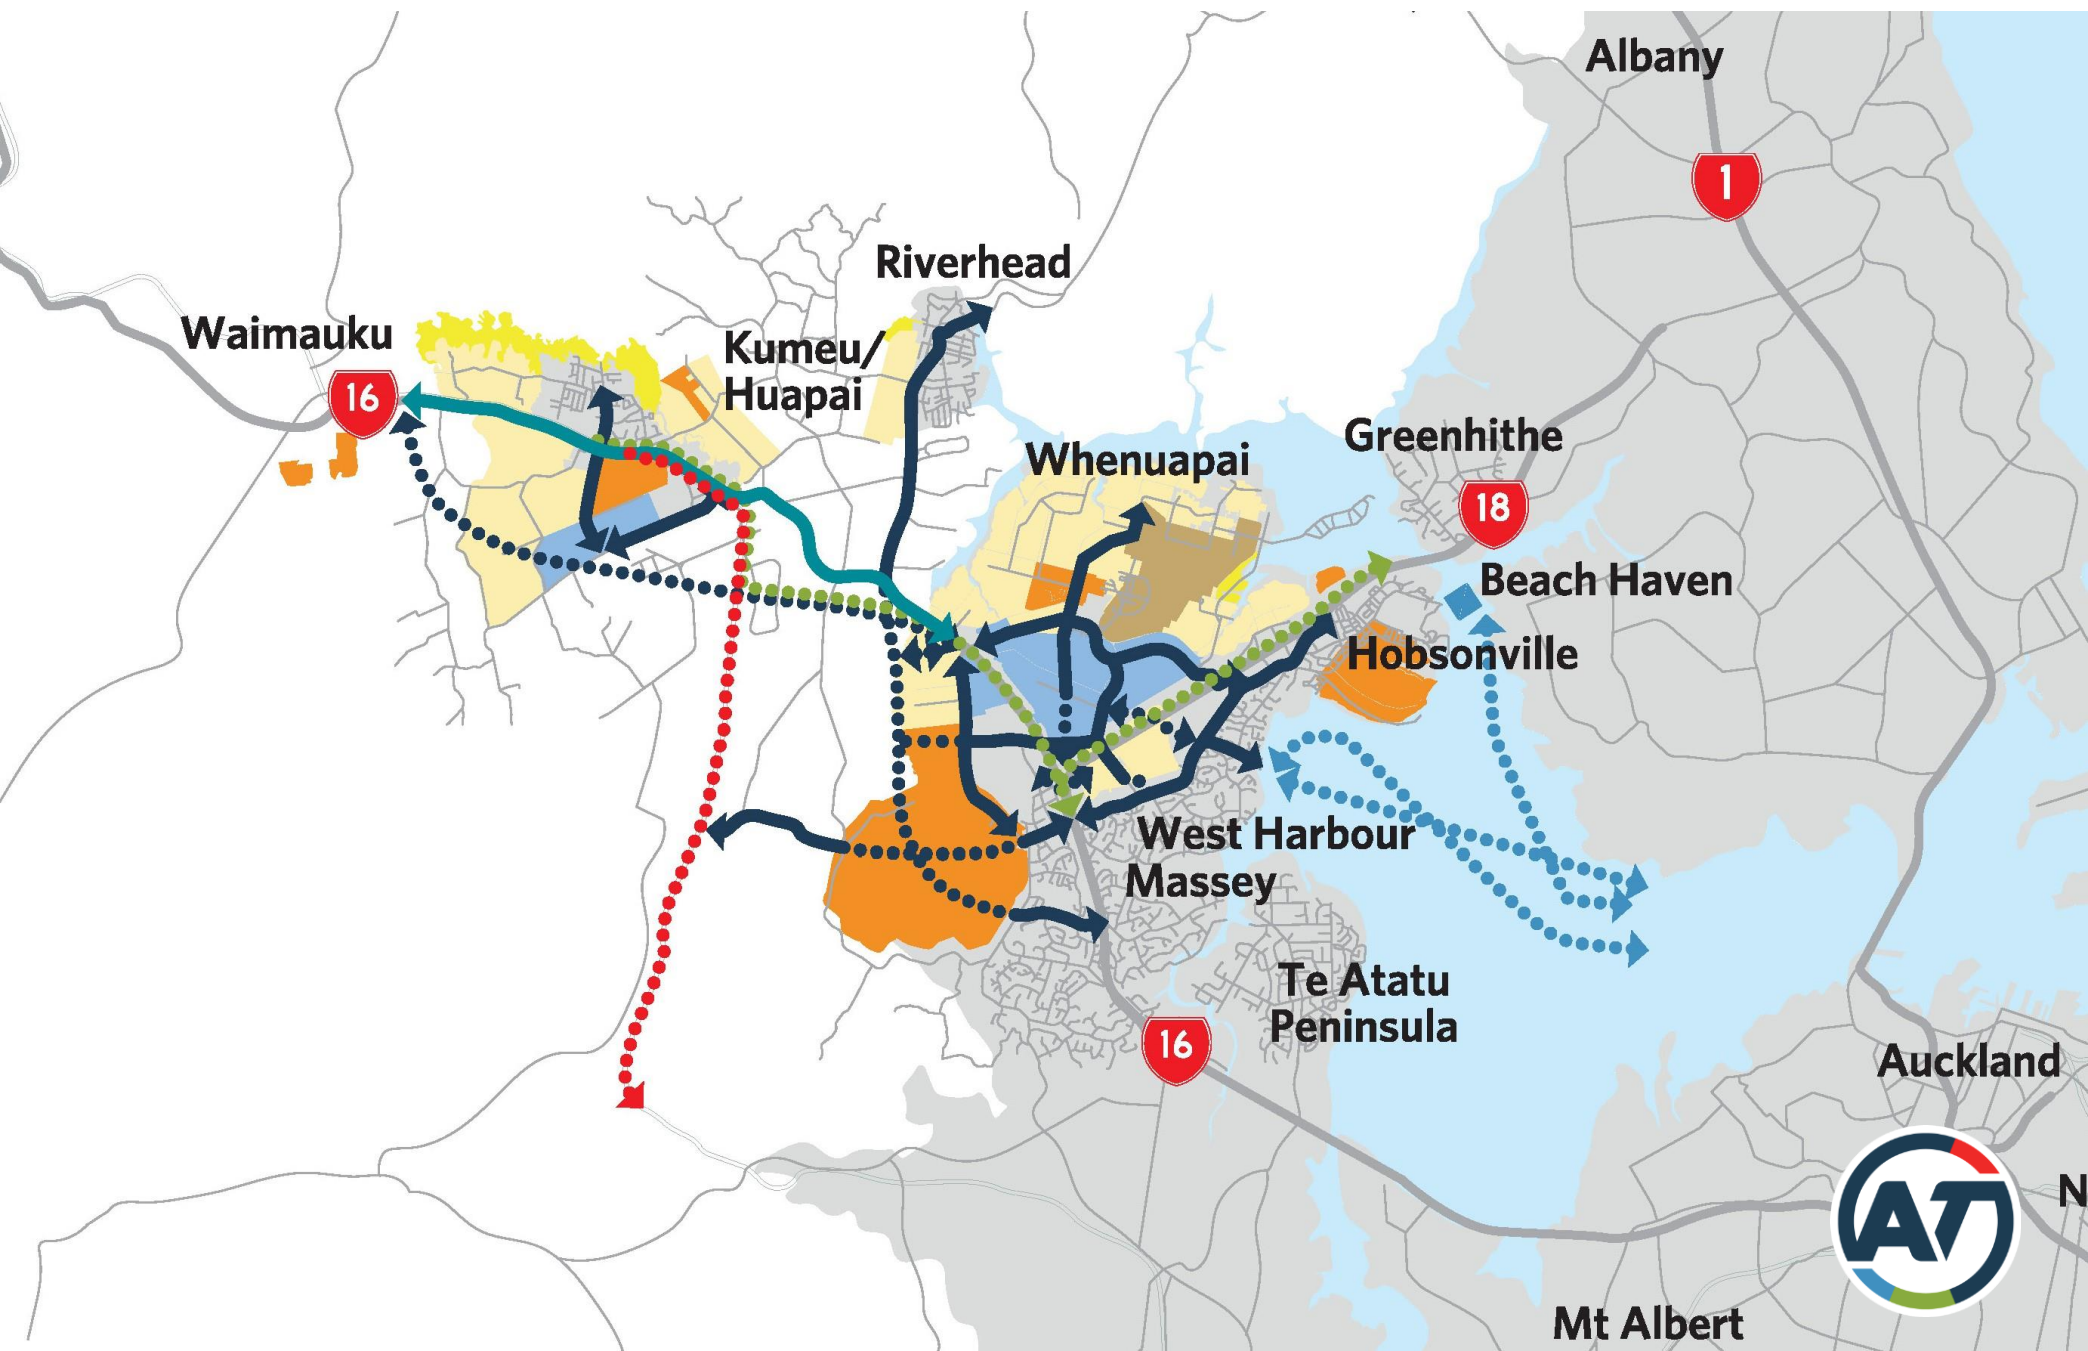 Albany
1
Riverhead
Waimauku
Kumeu/
Huapai
16
Greenhithe
Whenuapai
18
Beach Haven
Hobsonville
West Harbour
Massey
Te Atatu
Peninsula
16
Auckland
AT
N
Mt Albert